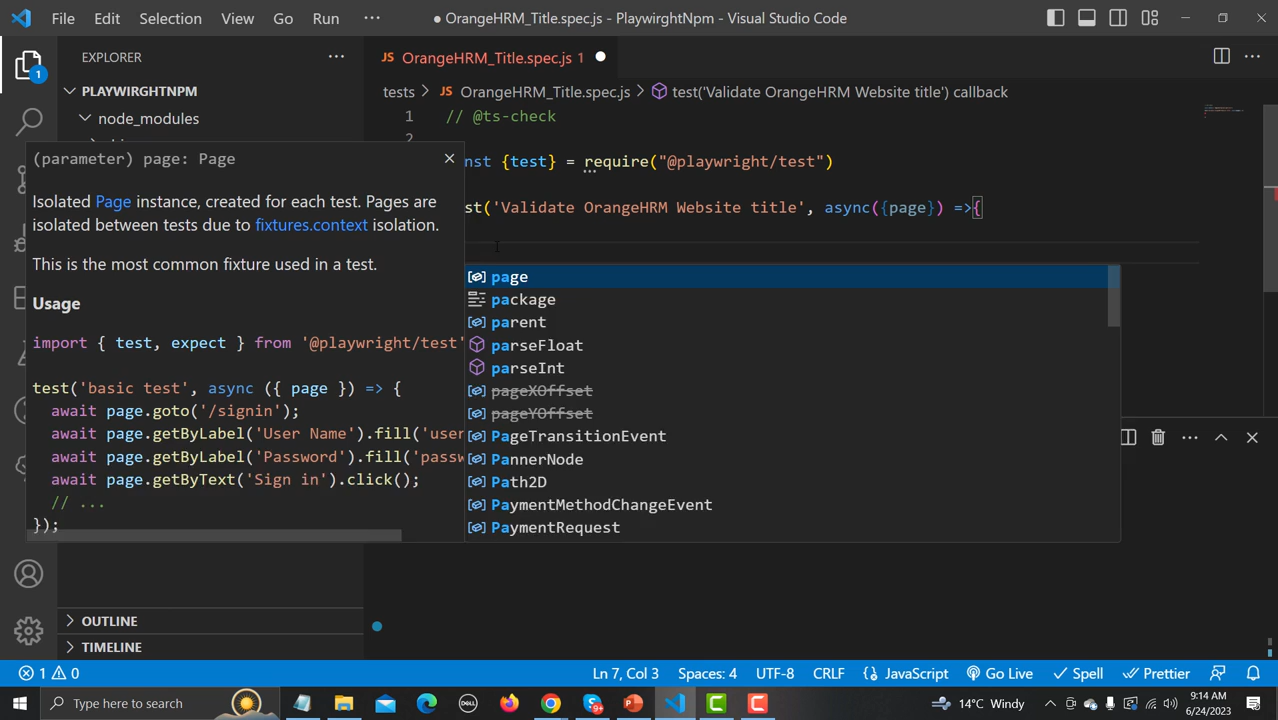 File Edit Selection View Go Run ··· ● OrangeHRM_Title.spec.js - PlaywirghtNpm - Visual Studio Code
EXPLORER ···
JS OrangeHRM_Title.spec.js 1 ●
1
PLAYWIRGHTNPM
tests > JS OrangeHRM_Title.spec.js > test('Validate OrangeHRM Website title') callback
node_modules
1 // @ts-check
2
(parameter) page: Page
nst {test} = require("@playwright/test")
Isolated Page instance, created for each test. Pages are
isolated between tests due to fixtures.context isolation.
This is the most common fixture used in a test.
Usage
import { test, expect } from '@playwright/test'
test('basic test', async ({ page }) => {
await page.goto('/signin');
await page.getByLabel('User Name').fill('user
await page.getByLabel('Password').fill('passw
await page.getByText('Sign in').click();
// ...
});
st('Validate OrangeHRM Website title', async({page}) =>{
page
package
parent
parseFloat
parseInt
pageXOffset
pageYOffset
PageTransitionEvent
PannerNode
Path2D
PaymentMethodChangeEvent
PaymentRequest
OUTLINE
TIMELINE
1 0 Ln 7, Col 3 Spaces: 4 UTF-8 CRLF {} JavaScript Go Live Spell Prettier
Type here to search
DELL
14°C Windy
9:14 AM
6/24/2023